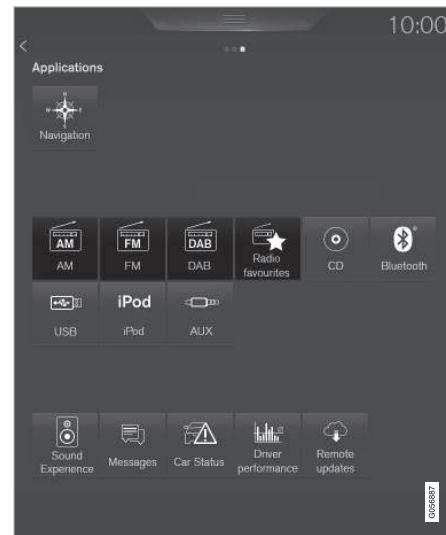 10:00
Applications
N
W E
S
Navigation
AM FM DAB
AM FM DAB Radio favourites CD Bluetooth
iPod
USB iPod AUX
Sound Experience Messages Car Status Driver performance Remote updates
G056887